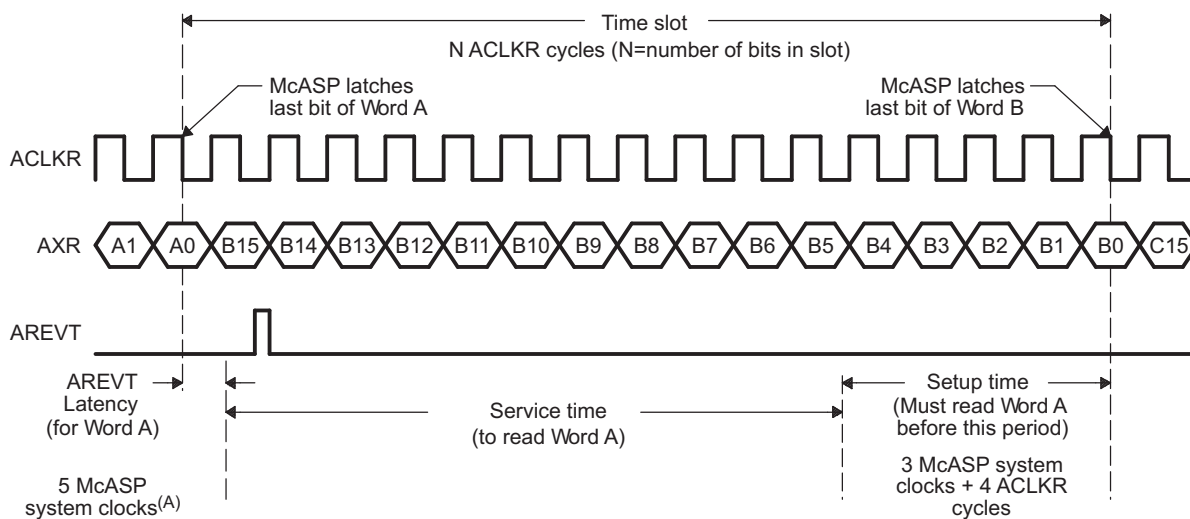 Time slot
N ACLKR cycles (N=number of bits in slot)
McASP latches
last bit of Word A
McASP latches
last bit of Word B
ACLKR
AXR
A1 A0 B15 B14 B13 B12 B11 B10 B9 B8 B7 B6 B5 B4 B3 B2 B1 B0 C15
AREVT
AREVT
Latency
(for Word A)
Service time
(to read Word A)
Setup time
(Must read Word A
before this period)
5 McASP
system clocks(A)
3 McASP system
clocks + 4 ACLKR
cycles